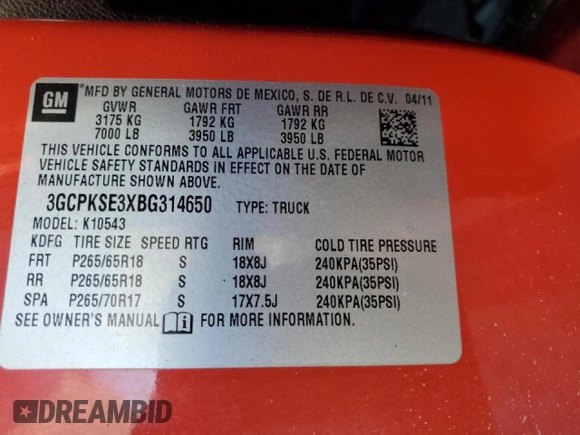 GM
MFD BY GENERAL MOTORS DE MEXICO, S. DE R.L. DE C.V. 04/11
GVWR GAWR FRT GAWR RR
3175 KG 1792 KG 1792 KG
7000 LB 3950 LB 3950 LB
THIS VEHICLE CONFORMS TO ALL APPLICABLE U.S. FEDERAL MOTOR
VEHICLE SAFETY STANDARDS IN EFFECT ON THE DATE OF
MANUFACTURE SHOWN ABOVE.
3GCPKSE3XBG314650 TYPE: TRUCK
MODEL: K10543
KDFG TIRE SIZE SPEED RTG RIM COLD TIRE PRESSURE
FRT P265/65R18 S 18X8J 240KPA(35PSI)
RR P265/65R18 S 18X8J 240KPA(35PSI)
SPA P265/70R17 S 17X7.5J 240KPA(35PSI)
SEE OWNER'S MANUAL FOR MORE INFORMATION.
DREAMBID